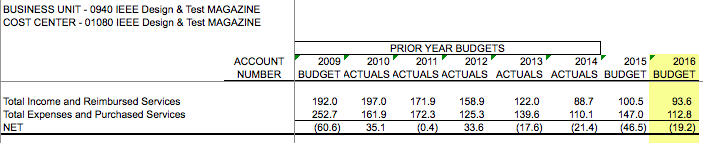 BUSINESS UNIT - 0940 IEEE Design & Test MAGAZINE
COST CENTER - 01080 IEEE Design & Test MAGAZINE
PRIOR YEAR BUDGETS
ACCOUNT 2009 2010 2011 2012 2013 2014 2015 2016
NUMBER BUDGET ACTUALS ACTUALS ACTUALS ACTUALS ACTUALS BUDGET BUDGET
Total Income and Reimbursed Services 192.0 197.0 171.9 158.9 122.0 88.7 100.5 93.6
Total Expenses and Purchased Services 252.7 161.9 172.3 125.3 139.6 110.1 147.0 112.8
NET (60.6) 35.1 (0.4) 33.6 (17.6) (21.4) (46.5) (19.2)